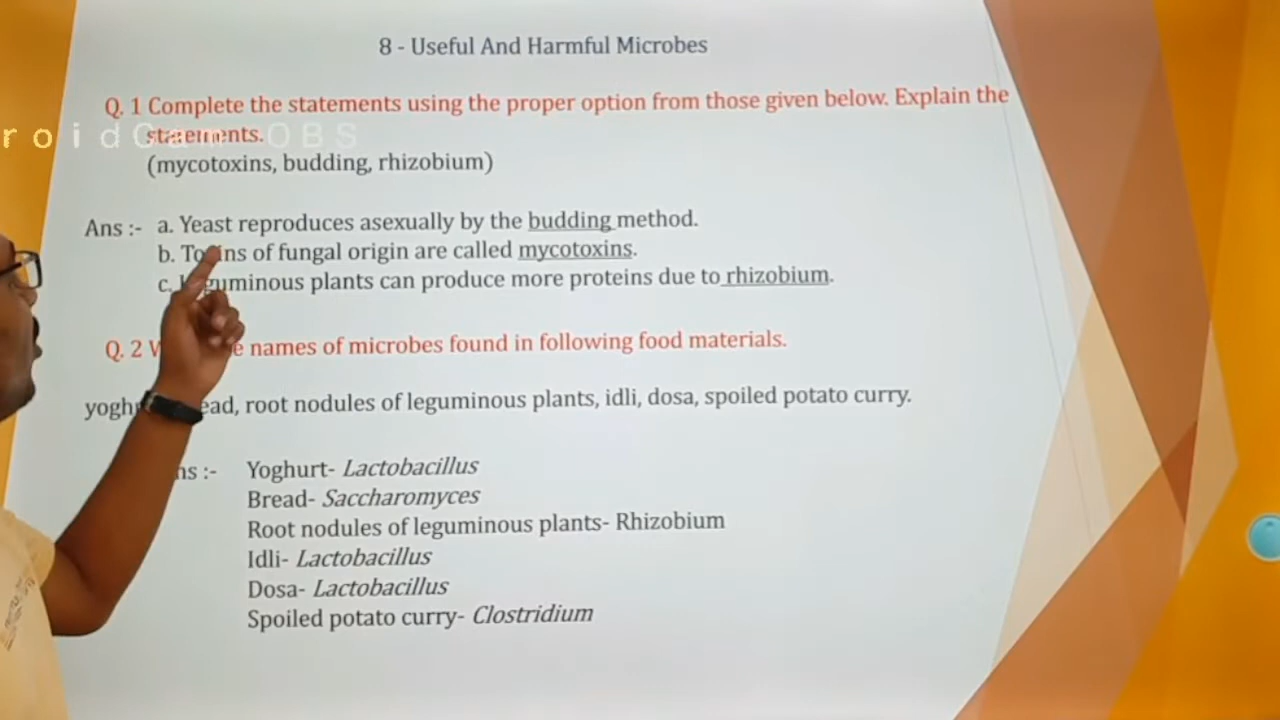 8 - Useful And Harmful Microbes
Q. 1 Complete the statements using the proper option from those given below. Explain the
roidCam OBS
statements.
(mycotoxins, budding, rhizobium)
Ans :- a. Yeast reproduces asexually by the budding method.
b. Toxins of fungal origin are called mycotoxins.
c. Leguminous plants can produce more proteins due to rhizobium.
Q. 2 names of microbes found in following food materials.
root nodules of leguminous plants, idli, dosa, spoiled potato curry.
Yoghurt- Lactobacillus
Bread- Saccharomyces
Root nodules of leguminous plants- Rhizobium
Idli- Lactobacillus
Dosa- Lactobacillus
Spoiled potato curry- Clostridium